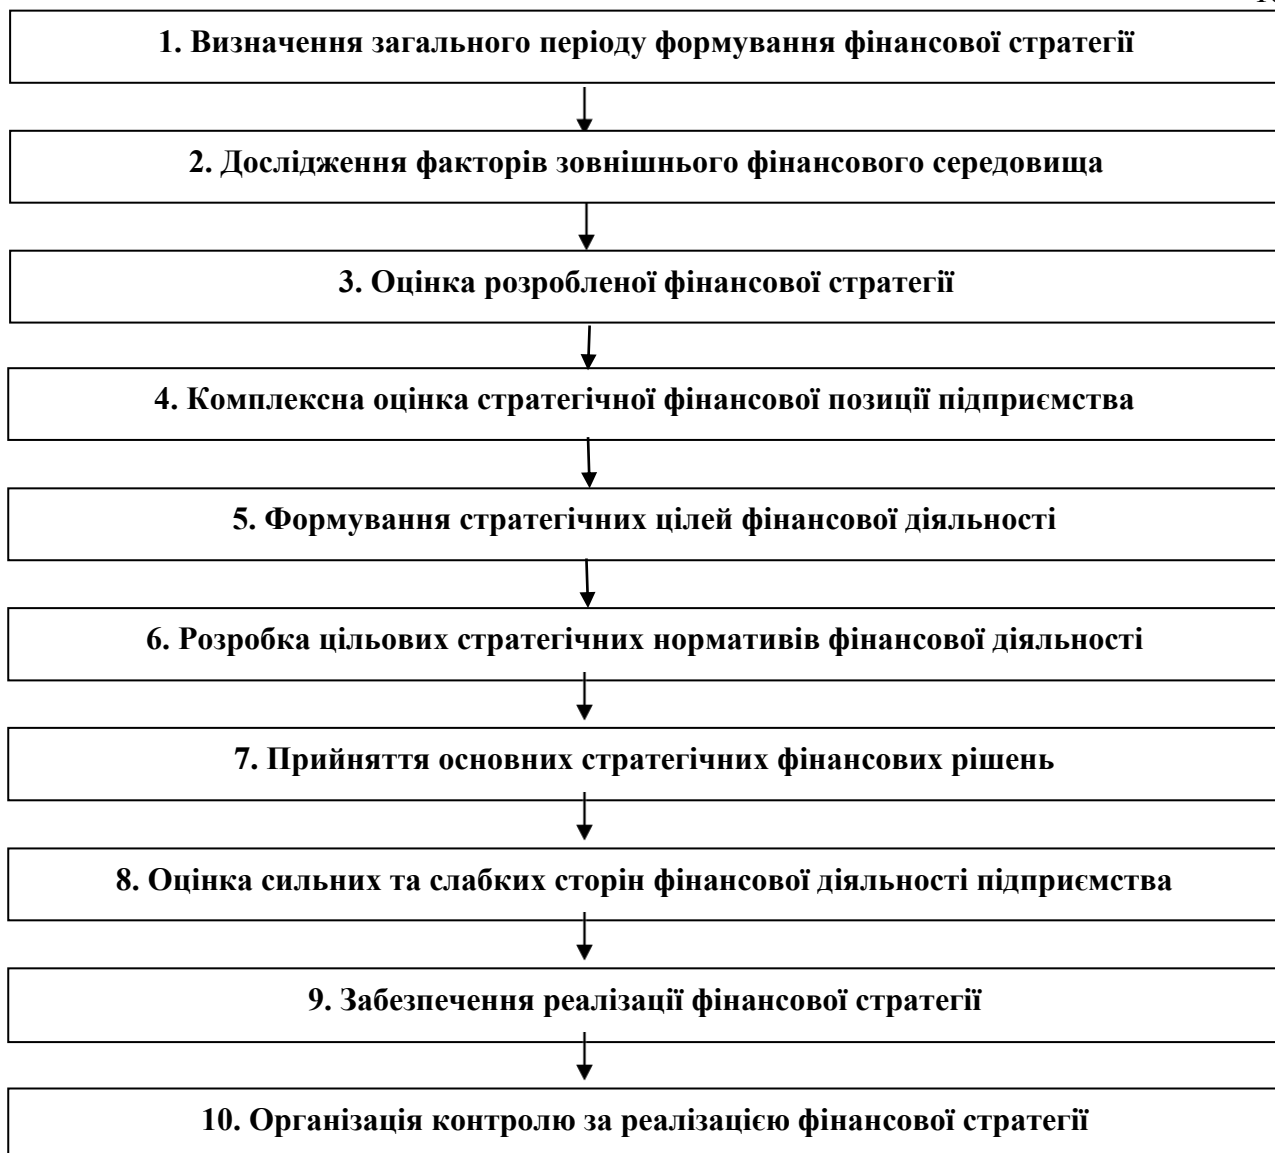 1. Визначення загального періоду формування фінансової стратегії
2. Дослідження факторів зовнішнього фінансового середовища
3. Оцінка розробленої фінансової стратегії
4. Комплексна оцінка стратегічної фінансової позиції підприємства
5. Формування стратегічних цілей фінансової діяльності
6. Розробка цільових стратегічних нормативів фінансової діяльності
7. Прийняття основних стратегічних фінансових рішень
8. Оцінка сильних та слабких сторін фінансової діяльності підприємства
9. Забезпечення реалізації фінансової стратегії
10. Організація контролю за реалізацією фінансової стратегії